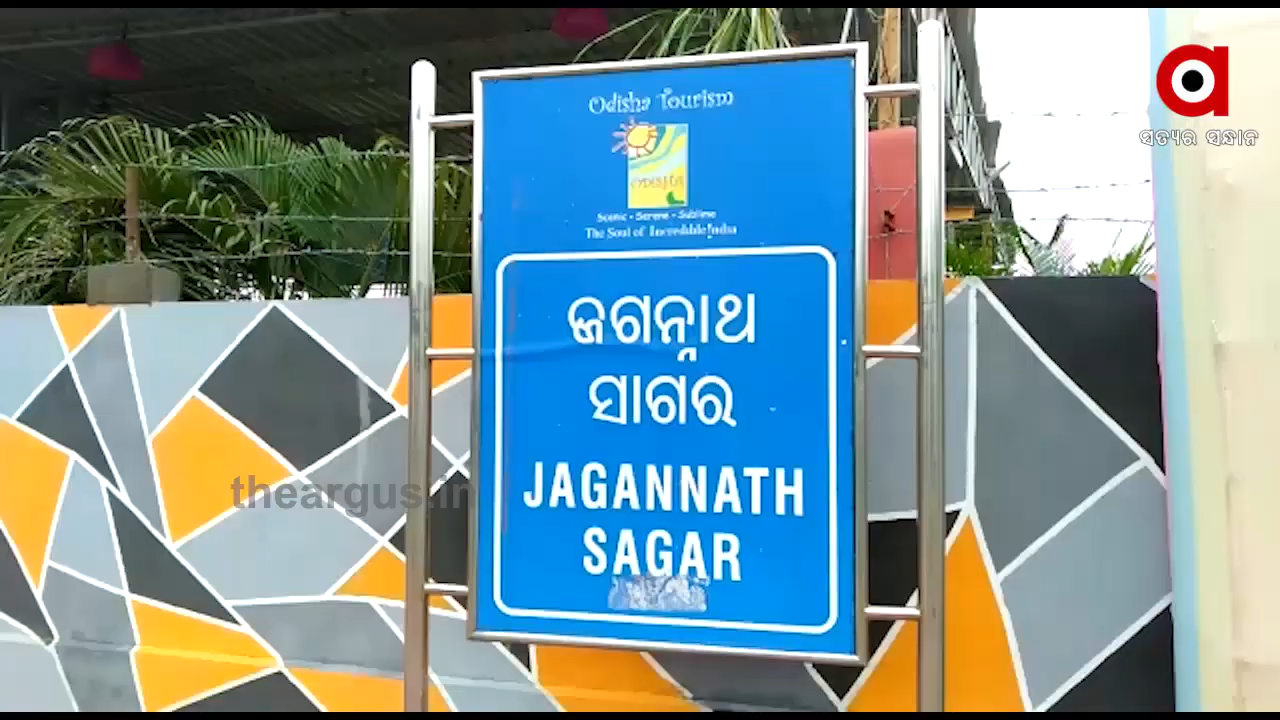 Odisha Tourism
ODISHA
Scenic • Serene • Sublime
The Soul of Incredible India
ଜଗନ୍ନାଥ
ସାଗର
JAGANNATH
SAGAR
ସତ୍ୟର ସନ୍ଧାନ
theargus.in